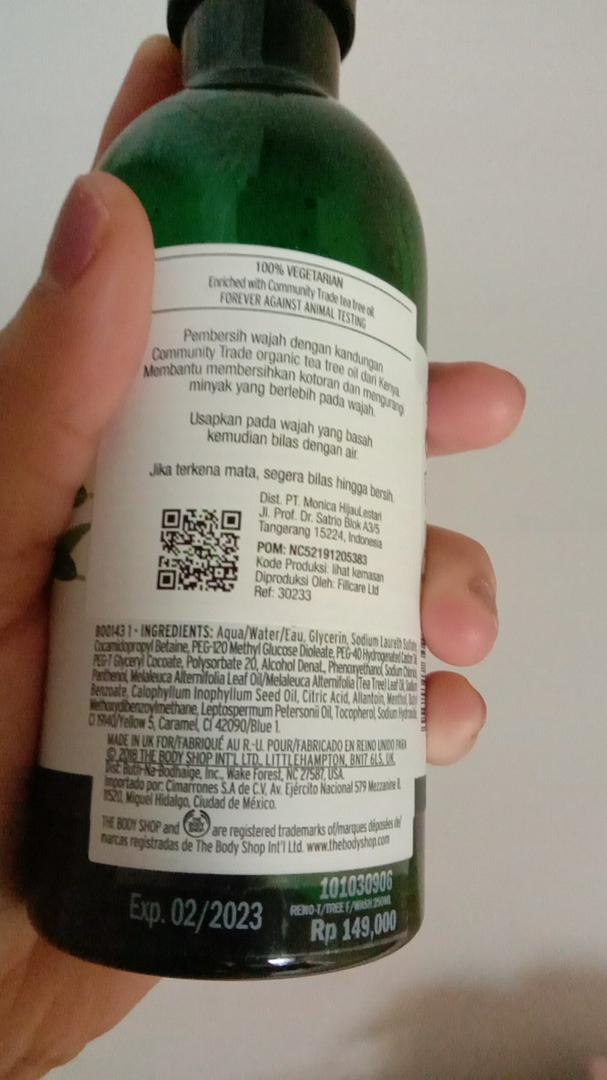 100% VEGETARIAN
Enriched with Community Trade tea tree oil.
FOREVER AGAINST ANIMAL TESTING
Pembersih wajah dengan kandungan
Community Trade organic tea tree oil dari Kenya.
Membantu membersihkan kotoran dan mengurangi
minyak yang berlebih pada wajah.
Usapkan pada wajah yang basah
kemudian bilas dengan air.
Jika terkena mata, segera bilas hingga bersih.
Dist. PT. Monica HijauLestari
Jl. Prof. Dr. Satrio Blok A3/5
Tangerang 15224, Indonesia
POM: NC52191205383
Kode Produksi: lihat kemasan
Diproduksi Oleh: Fillcare Ltd
Ref: 30233
B00143 1 - INGREDIENTS: Aqua/Water/Eau, Glycerin, Sodium Laureth
Cocamidopropyl Betaine, PEG-120 Methyl Glucose Dioleate, PEG-40 Hydrogenated Castor
PEG-7 Glyceryl Cocoate, Polysorbate 20, Alcohol Denat., Phenoxyethanol, Sodium
Panthenol, Melaleuca Alternifolia Leaf Oil/Melaleuca Alternifolia (Tea Tree) Leaf Oil, Sodium
Benzoate, Calophyllum Inophyllum Seed Oil, Citric Acid, Allantoin, Menthol,
Methoxydibenzoylmethane, Leptospermum Petersonii Oil, Tocopherol, Sodium
CI 19140/Yellow 5, Caramel, CI 42090/Blue 1.
MADE IN UK FOR/FABRIQUÉ AU R.-U. POUR/FABRICADO EN REINO UNIDO PARA
© 2018 THE BODY SHOP INT'L LTD. LITTLEHAMPTON, BN17 6LS, UK.
Dist: Buth-Na-Bodhaige, Inc., Wake Forest, NC 27587, USA.
Importado por: Cimarrones S.A de C.V, Av. Ejército Nacional 579 Mezzanine
11520, Miguel Hidalgo, Ciudad de México.
THE BODY SHOP and are registered trademarks of/marques déposées de/
marcas registradas de The Body Shop Int'l Ltd. www.thebodyshop.com
101030906
RENO-T/TREE F/WASH 250ML
Exp. 02/2023
Rp 149,000